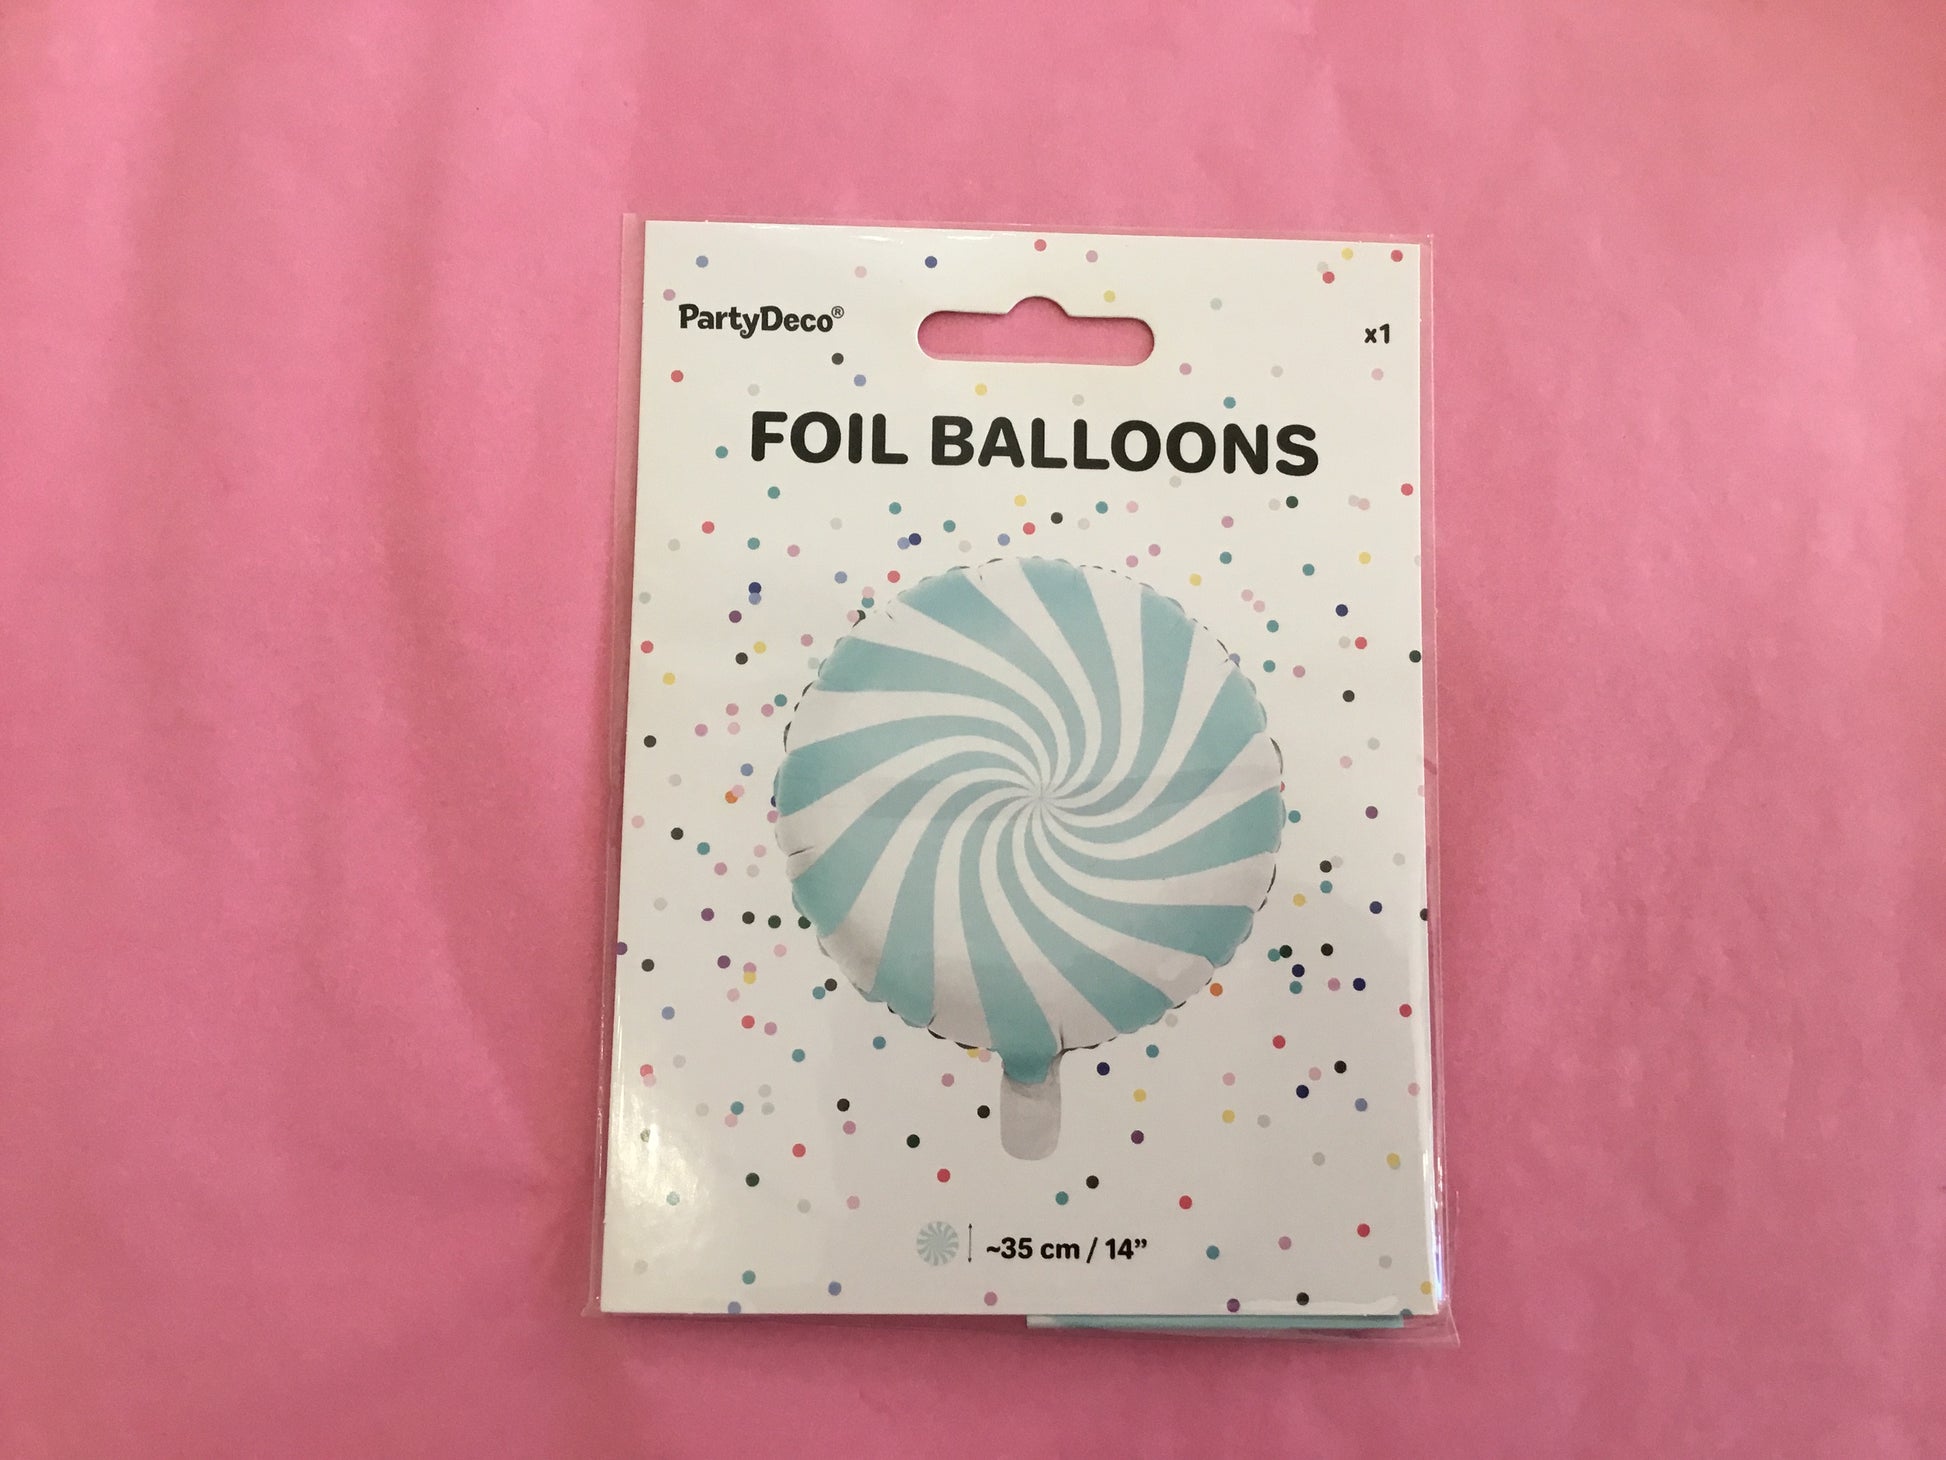 PartyDeco®
x1
FOIL BALLOONS
~35 cm / 14”